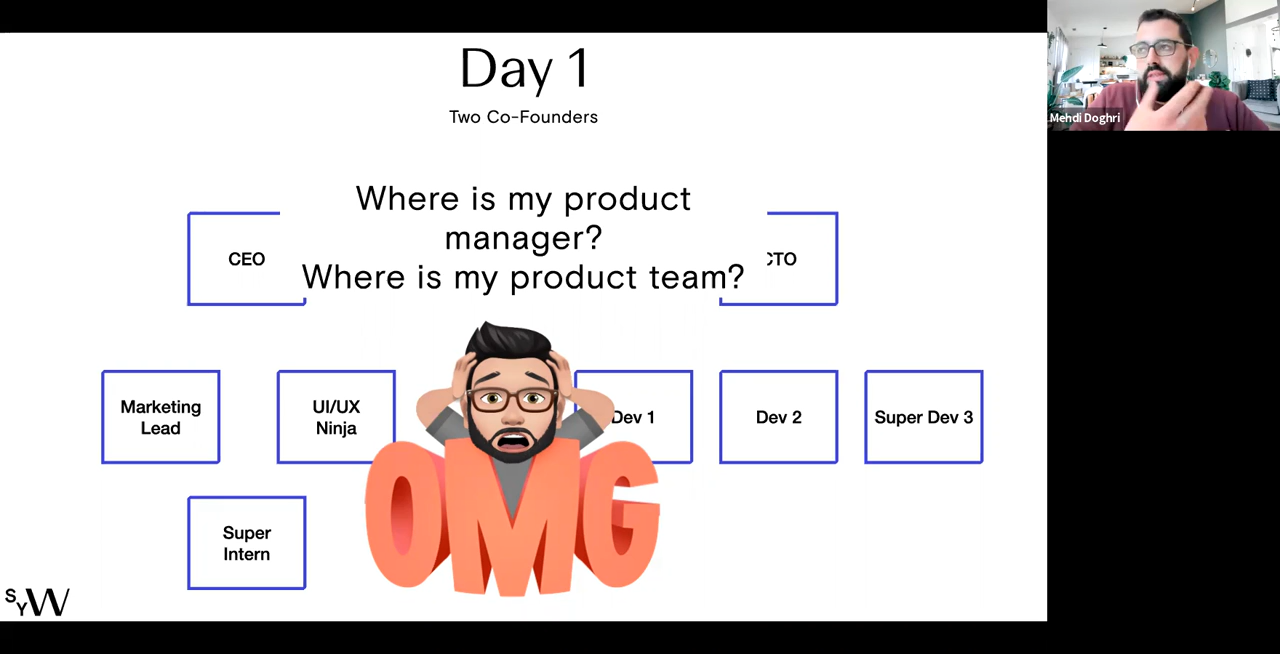 Day 1
Two Co-Founders
Where is my product
manager?
Where is my product team?
CEO
CTO
Marketing
Lead
UI/UX
Ninja
Dev 1
Dev 2
Super Dev 3
OMG
Super
Intern
SYW
Mehdi Doghri